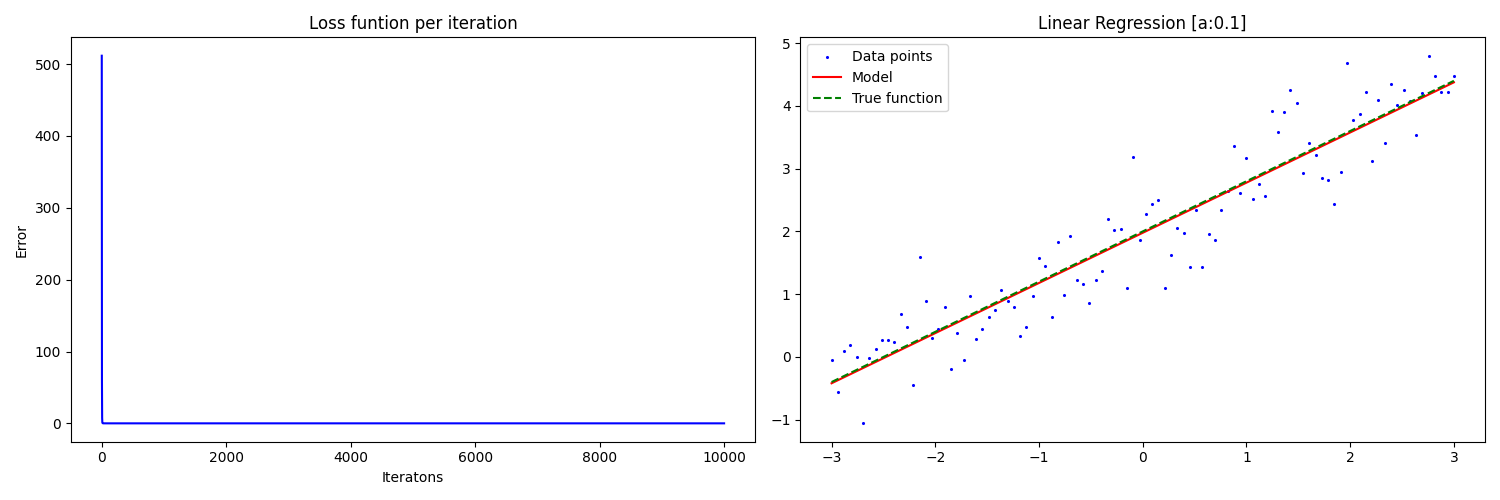 Loss funtion per iteration
500
400
300
200
100
0
Error
0 2000 4000 6000 8000 10000
Iteratons
Linear Regression [a:0.1]
Data points
Model
True function
5
4
3
2
1
0
−1
−3 −2 −1 0 1 2 3